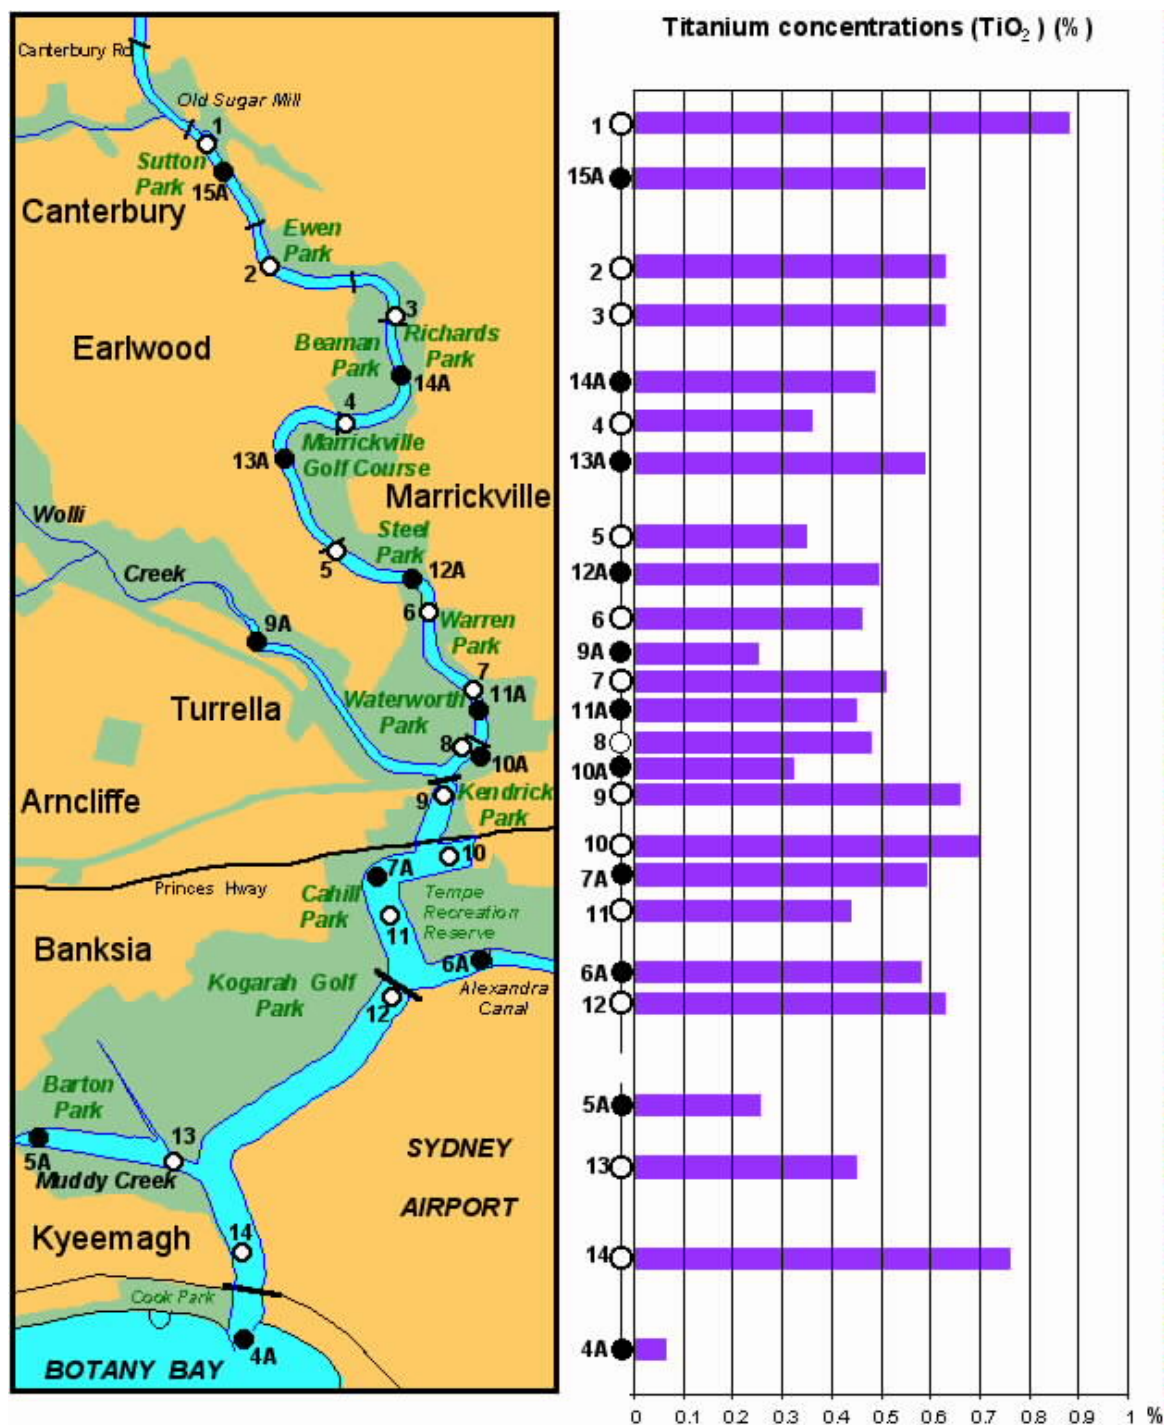 Titanium concentrations (TiO2 ) (% )
Canterbury Rd
Old Sugar Mill
1
Sutton
Park
15A
Canterbury
Ewen
Park
2
3
Richards
Park
Earlwood
Beaman
Park
14A
4
Marrickville
Golf Course
13A
Marrickville
Wolli
Creek
Steel
Park
5
12A
6
Warren
Park
9A
7
11A
Turrella
Waterworth
Park
8
10A
Arncliffe
9
Kendrick
Park
10
7A
Princes Hway
Cahill
Park
Tempe
Recreation
Reserve
11
Banksia
6A
Kogarah Golf
Park
Alexandra
Canal
12
Barton
Park
13
5A
Muddy Creek
SYDNEY
AIRPORT
Kyeemagh
14
Cook Park
4A
BOTANY BAY
1
15A
2
3
14A
4
13A
5
12A
6
9A
7
11A
8
10A
9
10
7A
11
6A
12
5A
13
14
4A
0 0.1 0.2 0.3 0.4 0.5 0.6 0.7 0.8 0.9 1 %